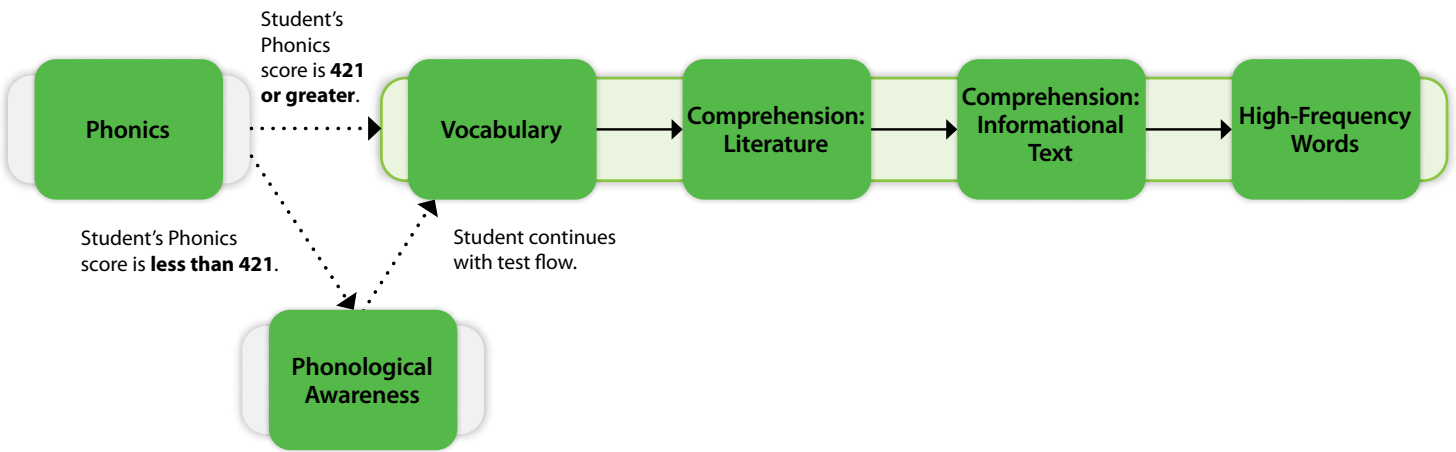 Student’s
Phonics
score is 421
or greater.
Phonics
Vocabulary
Comprehension:
Literature
Comprehension:
Informational
Text
High-Frequency
Words
Student’s Phonics
score is less than 421.
Student continues
with test flow.
Phonological
Awareness